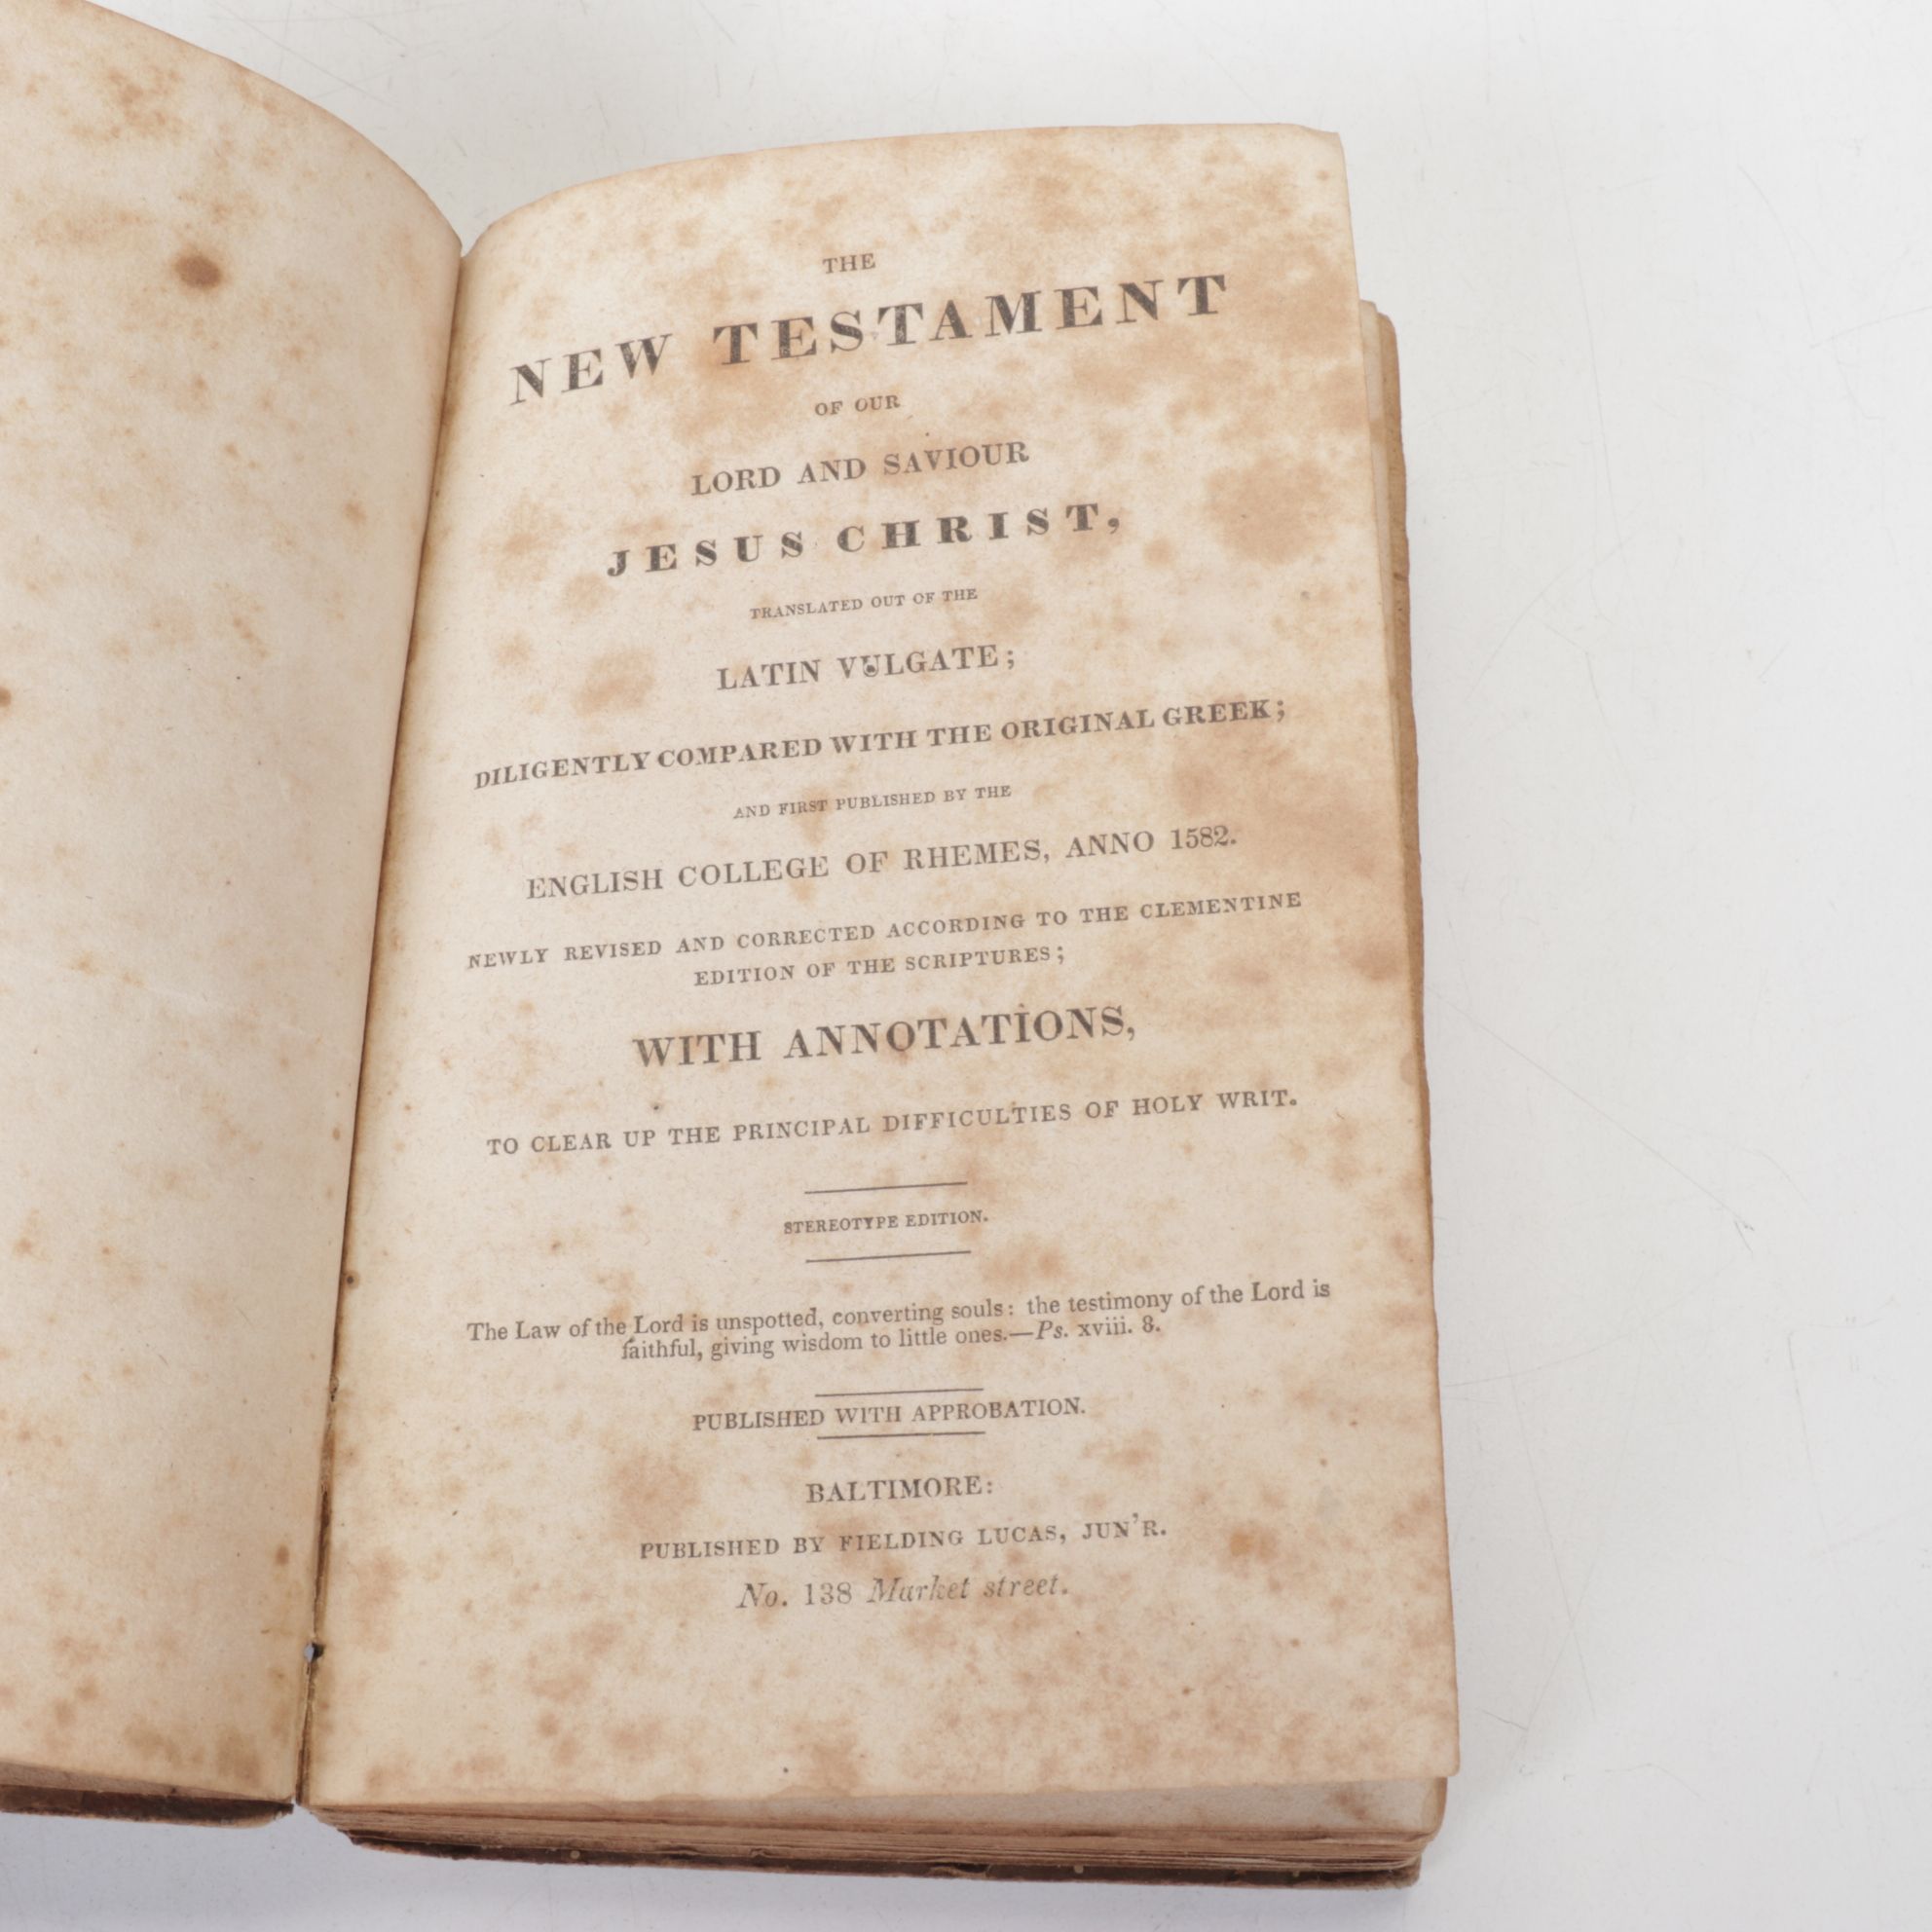 THE
NEW TESTAMENT
OF OUR
LORD AND SAVIOUR
JESUS CHRIST,
TRANSLATED OUT OF THE
LATIN VULGATE;
DILIGENTLY COMPARED WITH THE ORIGINAL GREEK;
AND FIRST PUBLISHED BY THE
ENGLISH COLLEGE OF RHEMES, ANNO 1582.
NEWLY REVISED AND CORRECTED ACCORDING TO THE CLEMENTINE
EDITION OF THE SCRIPTURES;
WITH ANNOTATIONS,
TO CLEAR UP THE PRINCIPAL DIFFICULTIES OF HOLY WRIT.
STEREOTYPE EDITION.
The Law of the Lord is unspotted, converting souls: the testimony of the Lord is
faithful, giving wisdom to little ones.—Ps. xviii. 8.
PUBLISHED WITH APPROBATION.
BALTIMORE:
PUBLISHED BY FIELDING LUCAS, JUN'R.
No. 138 Market street.